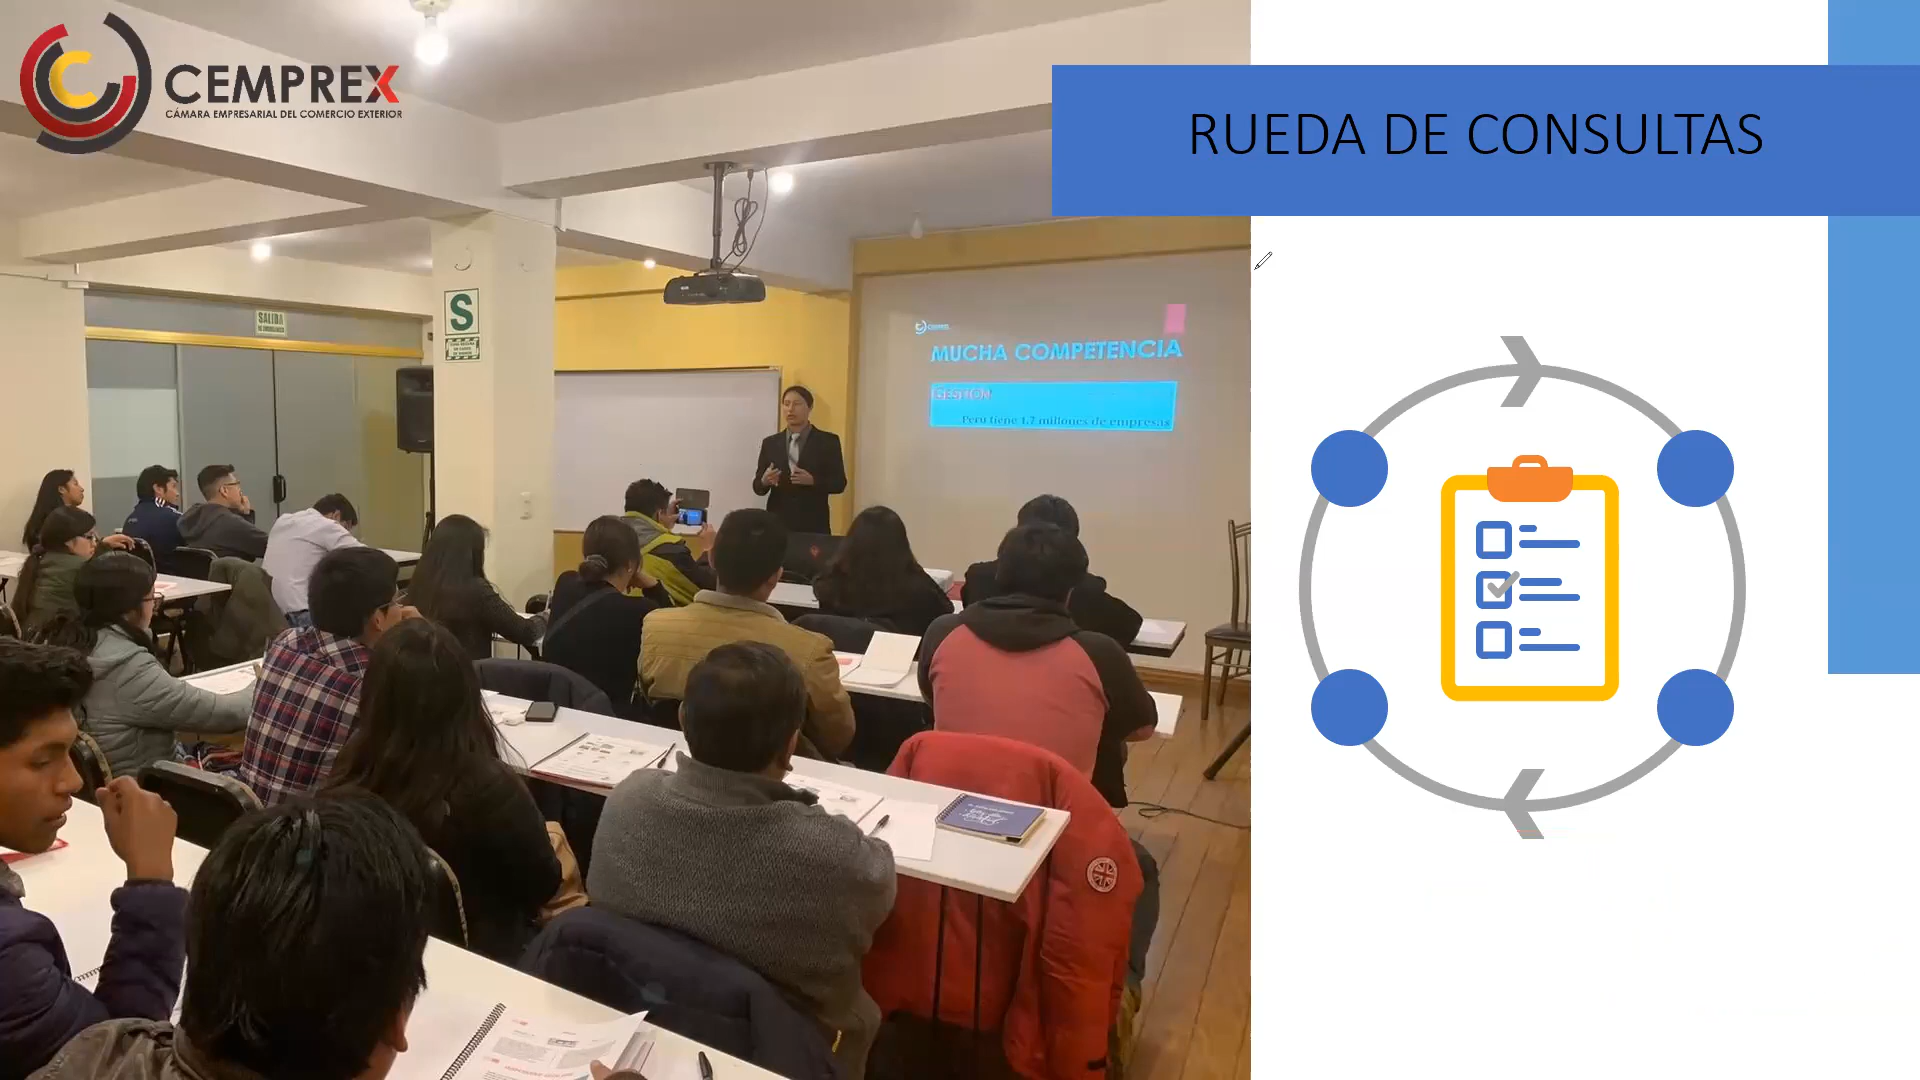 CEMPREX
CÁMARA EMPRESARIAL DEL COMERCIO EXTERIOR
RUEDA DE CONSULTAS
SALIDA
S
MUCHA COMPETENCIA
GESTIÓN
Perú tiene 1.7 millones de empresas